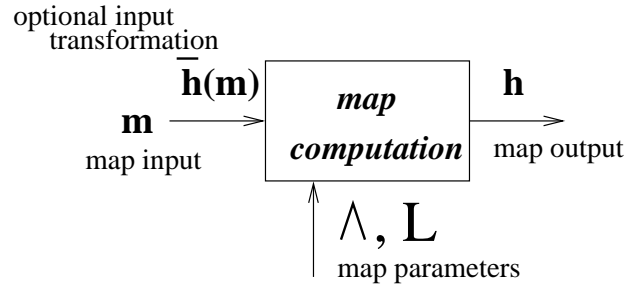 optional input
transformation
h̅(m)
map
h
m
computation
map input
map output
Λ, L
map parameters